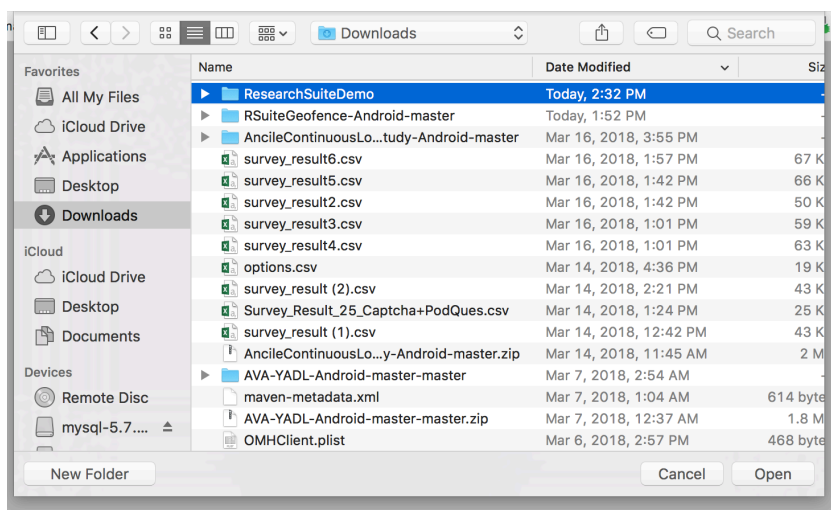 Downloads
Search
Favorites
All My Files
iCloud Drive
Applications
Desktop
Downloads
iCloud
iCloud Drive
Desktop
Documents
Devices
Remote Disc
mysql-5.7....
Name Date Modified Siz
ResearchSuiteDemo Today, 2:32 PM -
RSuiteGeofence-Android-master Today, 1:52 PM -
AncileContinuousLo...tudy-Android-master Mar 16, 2018, 3:55 PM -
survey_result6.csv Mar 16, 2018, 1:57 PM 67 K
survey_result5.csv Mar 16, 2018, 1:42 PM 66 K
survey_result2.csv Mar 16, 2018, 1:42 PM 50 K
survey_result3.csv Mar 16, 2018, 1:01 PM 59 K
survey_result4.csv Mar 16, 2018, 1:01 PM 63 K
options.csv Mar 14, 2018, 4:36 PM 19 K
survey_result (2).csv Mar 14, 2018, 2:21 PM 43 K
Survey_Result_25_Captcha+PodQues.csv Mar 14, 2018, 1:24 PM 25 K
survey_result (1).csv Mar 14, 2018, 12:42 PM 43 K
AncileContinuousLo...y-Android-master.zip Mar 14, 2018, 11:45 AM 2 M
AVA-YADL-Android-master-master Mar 7, 2018, 2:54 AM -
maven-metadata.xml Mar 7, 2018, 1:04 AM 614 byte
AVA-YADL-Android-master-master.zip Mar 7, 2018, 12:37 AM 1.8 M
OMHClient.plist Mar 6, 2018, 2:57 PM 468 byte
New Folder Cancel Open